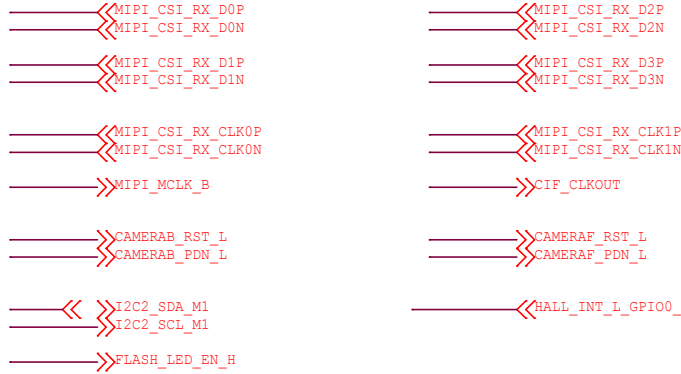 MIPI_CSI_RX_D0P
MIPI_CSI_RX_D0N
MIPI_CSI_RX_D1P
MIPI_CSI_RX_D1N
MIPI_CSI_RX_CLK0P
MIPI_CSI_RX_CLK0N
MIPI_MCLK_B
CAMERAB_RST_L
CAMERAB_PDN_L
I2C2_SDA_M1
I2C2_SCL_M1
FLASH_LED_EN_H
MIPI_CSI_RX_D2P
MIPI_CSI_RX_D2N
MIPI_CSI_RX_D3P
MIPI_CSI_RX_D3N
MIPI_CSI_RX_CLK1P
MIPI_CSI_RX_CLK1N
CIF_CLKOUT
CAMERAF_RST_L
CAMERAF_PDN_L
HALL_INT_L_GPIO0_